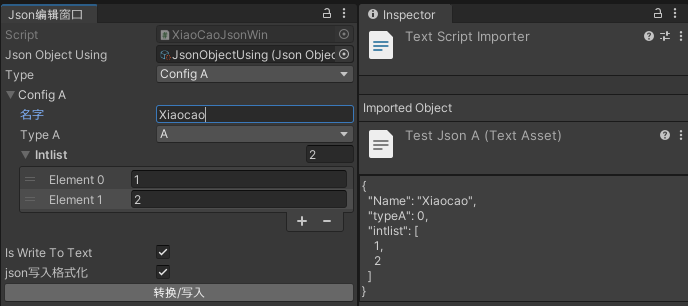 Json编辑窗口
Script
XiaoCaoJsonWin
Json Object Using
JsonObjectUsing (Json Objec
Type
Config A
Config A
名字
Xiaocao
Type A
A
Intlist
2
Element 0
1
Element 1
2
+
−
Is Write To Text
json写入格式化
转换/写入
Inspector
Text Script Importer
Imported Object
Test Json A (Text Asset)
{
"Name": "Xiaocao",
"typeA": 0,
"intlist": [
1,
2
]
}